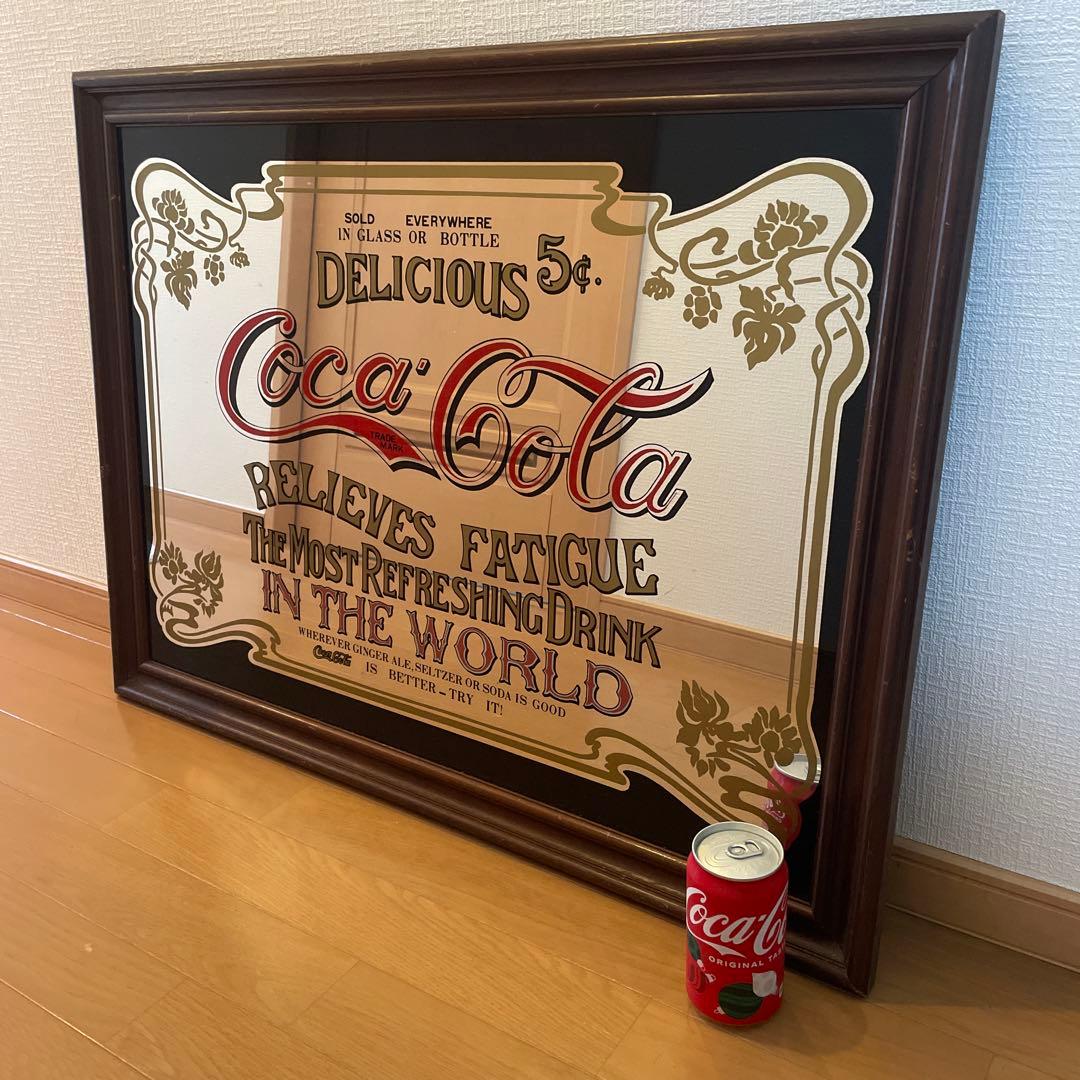 SOLD EVERYWHERE
IN GLASS OR BOTTLE
DELICIOUS 5¢.
Coca-Cola
TRADE
MARK
RELIEVES FATIGUE
THE MOST REFRESHING DRINK
IN THE WORLD
WHEREVER GINGER ALE, SELTZER OR SODA IS GOOD
Coca-Cola IS BETTER - TRY IT!
Coca-Co
ORIGINAL TA